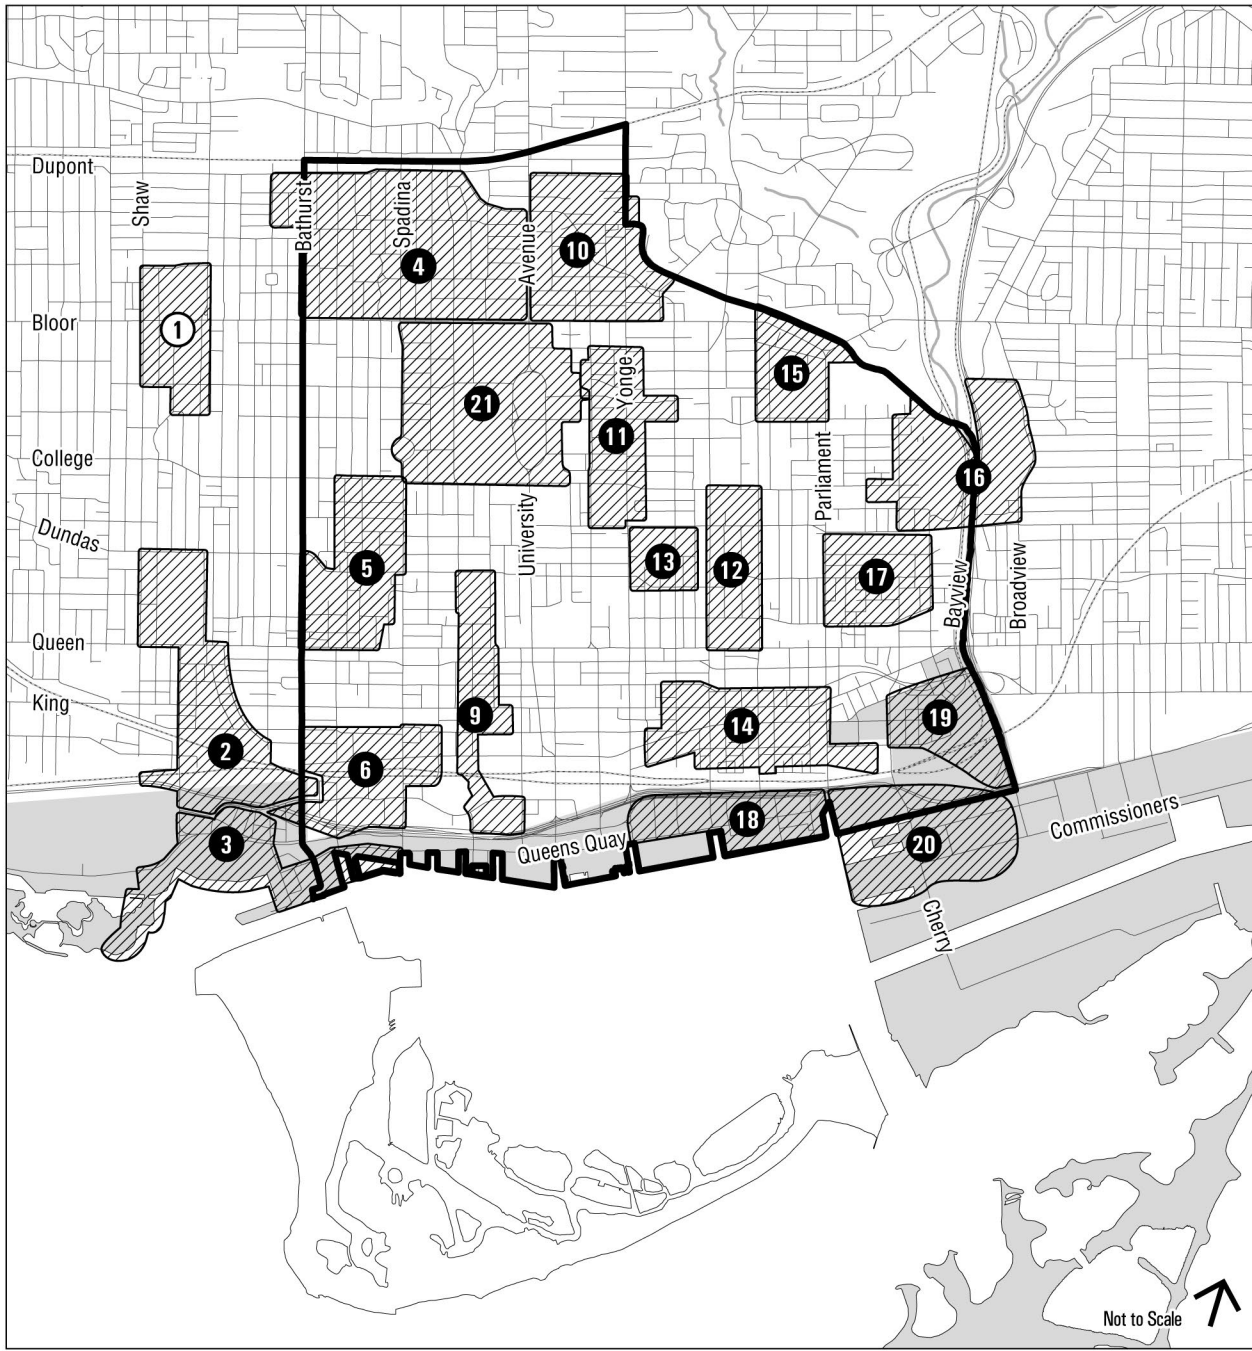 Dupont
Shaw
Bathurst
Spadina
Avenue
4
10
Bloor
1
15
Yonge
21
11
College
Parliament
16
Dundas
University
5
13
12
17
Bayview
Broadview
Queen
King
9
14
19
2
6
18
Commissioners
3
Queens Quay
20
Cherry
Not to Scale